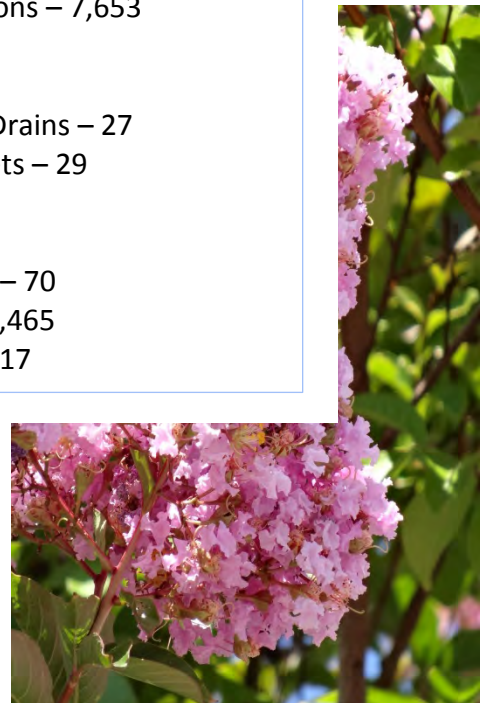 ons – 7,653
Drains – 27
ts – 29
– 70
,465
17